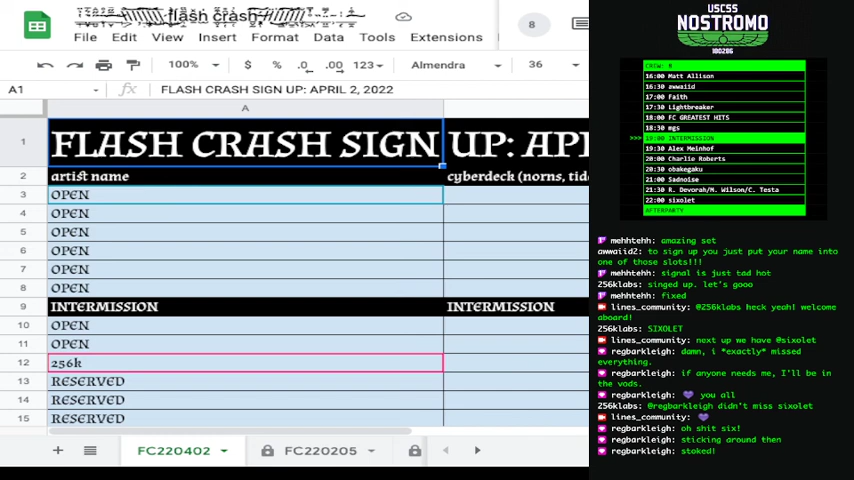 flash crash
File Edit View Insert Format Data Tools Extensions
8
100% $ % .0 .00 123 Almendra 36
A1 fx FLASH CRASH SIGN UP: APRIL 2, 2022
A
1 FLASH CRASH SIGN UP: APR
2 artist name cyberdeck (norns, tid
3 OPEN
4 OPEN
5 OPEN
6 OPEN
7 OPEN
8 OPEN
9 INTERMISSION INTERMISSION
10 OPEN
11 OPEN
12 256k
13 RESERVED
14 RESERVED
15 RESERVED
FC220402 FC220205
USCSS
NOSTROMO
180286
CREW: 8
16:00 Matt Allison
16:30 awwaiid
17:00 Faith
17:30 Lightbreaker
18:00 FC GREATEST HITS
18:30 mgs
>>> 19:00 INTERMISSION
19:30 Alex Meinhof
20:00 Charlie Roberts
20:30 obakegaku
21:00 Sadnoise
21:30 R. Devorah/M. Wilson/C. Testa
22:00 sixolet
AFTERPARTY
mehhtehh: amazing set
awwaiid2: to sign up you just put your name into
one of those slots!!!
mehhtehh: signal is just tad hot
256klabs: singed up. let's gooo
mehhtehh: fixed
lines_community: @256klabs heck yeah! welcome
aboard!
256klabs: SIXOLET
lines_community: next up we have @sixolet
regbarkleigh: damn, i *exactly* missed
everything.
regbarkleigh: if anyone needs me, I'll be in
the vods.
regbarkleigh: 💜 you all
256klabs: @regbarkleigh didn't miss sixolet
lines_community: 💜
regbarkleigh: oh shit six!
regbarkleigh: sticking around then
regbarkleigh: stoked!